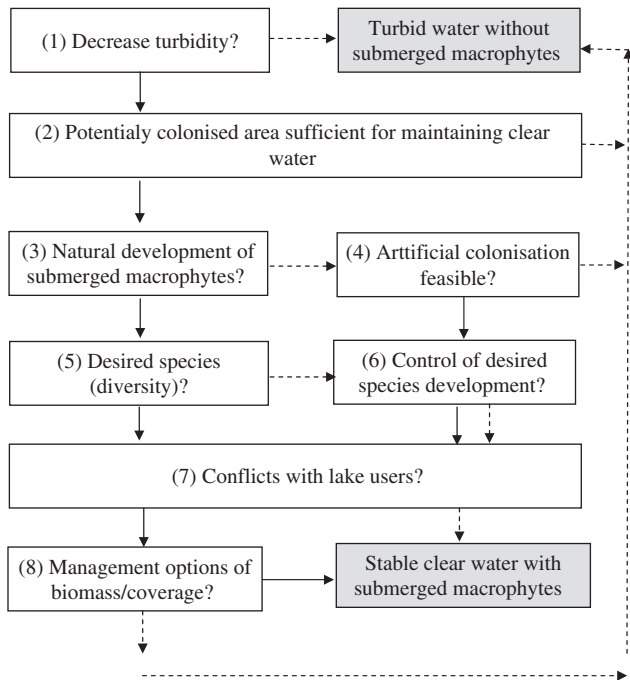 (1) Decrease turbidity?
Turbid water without
submerged macrophytes
(2) Potentialy colonised area sufficient for maintaining clear
water
(3) Natural development of
submerged macrophytes?
(4) Arttificial colonisation
feasible?
(5) Desired species
(diversity)?
(6) Control of desired
species development?
(7) Conflicts with lake users?
(8) Management options of
biomass/coverage?
Stable clear water with
submerged macrophytes